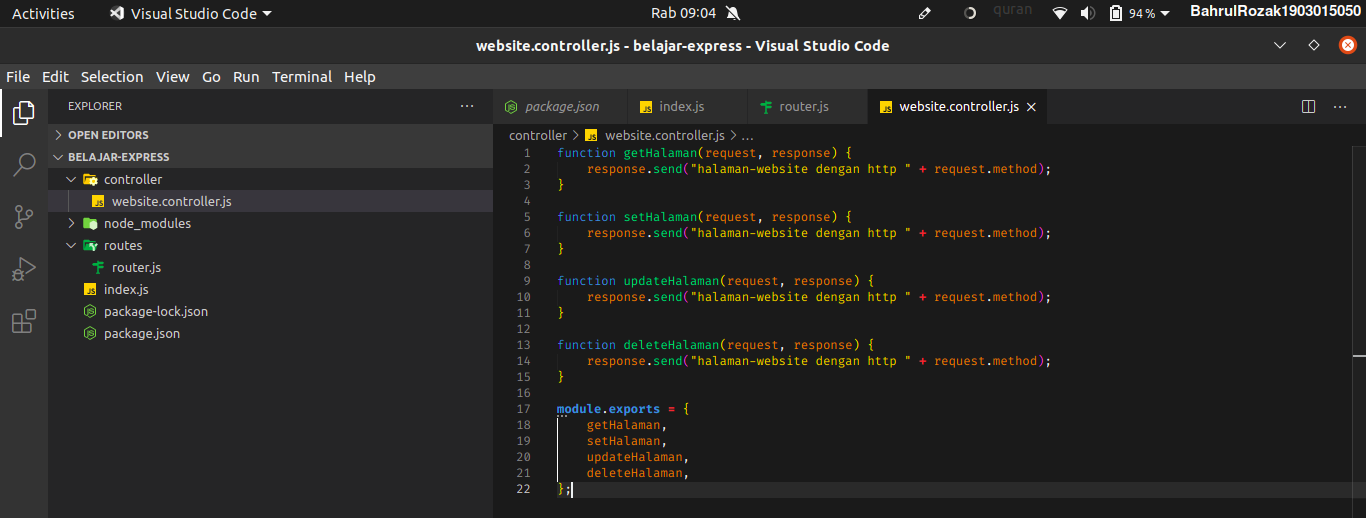 Activities Visual Studio Code Rab 09:04 quran 94% BahrulRozak1903015050
website.controller.js - belajar-express - Visual Studio Code
File Edit Selection View Go Run Terminal Help
EXPLORER
OPEN EDITORS
BELAJAR-EXPRESS
controller
website.controller.js
node_modules
routes
router.js
index.js
package-lock.json
package.json
package.json index.js router.js website.controller.js
controller > website.controller.js > ...
1 function getHalaman(request, response) {
2     response.send("halaman-website dengan http " + request.method);
3 }
4
5 function setHalaman(request, response) {
6     response.send("halaman-website dengan http " + request.method);
7 }
8
9 function updateHalaman(request, response) {
10     response.send("halaman-website dengan http " + request.method);
11 }
12
13 function deleteHalaman(request, response) {
14     response.send("halaman-website dengan http " + request.method);
15 }
16
17 module.exports = {
18     getHalaman,
19     setHalaman,
20     updateHalaman,
21     deleteHalaman,
22 };